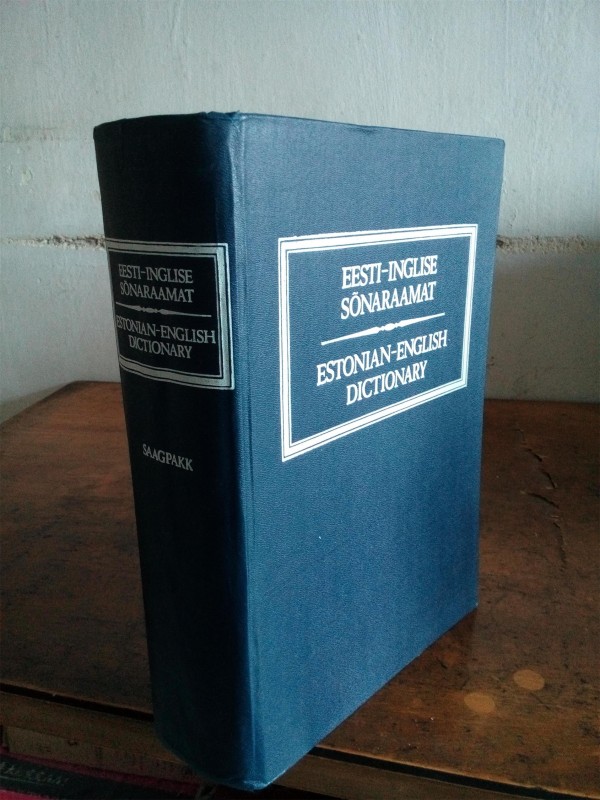 EESTI-INGLISE
SÕNARAAMAT
ESTONIAN-ENGLISH
DICTIONARY
SAAGPAKK
EESTI-INGLISE
SÕNARAAMAT
ESTONIAN-ENGLISH
DICTIONARY